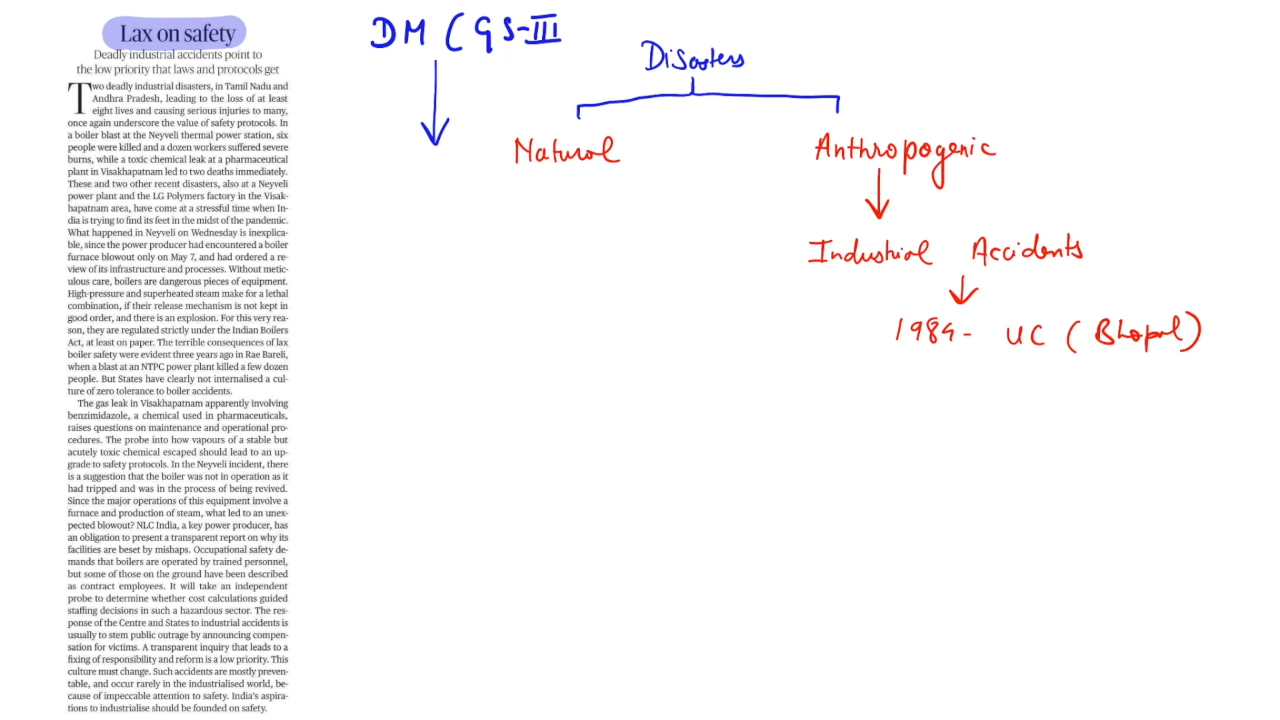 Lax on safety
Deadly industrial accidents point to
the low priority that laws and protocols get
Two deadly industrial disasters, in Tamil Nadu and
Andhra Pradesh, leading to the loss of at least
eight lives and causing serious injuries to many,
once again underscore the value of safety protocols. In
a boiler blast at the Neyveli thermal power station, six
people were killed and a dozen workers suffered severe
burns, while a toxic chemical leak at a pharmaceutical
plant in Visakhapatnam led to two deaths immediately.
These and two other recent disasters, also at a Neyveli
power plant and the LG Polymers factory in the Visak-
hapatnam area, have come at a stressful time when In-
dia is trying to find its feet in the midst of the pandemic.
What happened in Neyveli on Wednesday is inexplica-
ble, since the power producer had encountered a boiler
furnace blowout only on May 7, and had ordered a re-
view of its infrastructure and processes. Without metic-
ulous care, boilers are dangerous pieces of equipment.
High-pressure and superheated steam make for a lethal
combination, if their release mechanism is not kept in
good order, and there is an explosion. For this very rea-
son, they are regulated strictly under the Indian Boilers
Act, at least on paper. The terrible consequences of lax
boiler safety were evident three years ago in Rae Bareli,
when a blast at an NTPC power plant killed a few dozen
people. But States have clearly not internalised a cul-
ture of zero tolerance to boiler accidents.
The gas leak in Visakhapatnam apparently involving
benzimidazole, a chemical used in pharmaceuticals,
raises questions on maintenance and operational pro-
cedures. The probe into how vapours of a stable but
acutely toxic chemical escaped should lead to an up-
grade to safety protocols. In the Neyveli incident, there
is a suggestion that the boiler was not in operation as it
had tripped and was in the process of being revived.
Since the major operations of this equipment involve a
furnace and production of steam, what led to an unex-
pected blowout? NLC India, a key power producer, has
an obligation to present a transparent report on why its
facilities are beset by mishaps. Occupational safety de-
mands that boilers are operated by trained personnel,
but some of those on the ground have been described
as contract employees. It will take an independent
probe to determine whether cost calculations guided
staffing decisions in such a hazardous sector. The res-
ponse of the Centre and States to industrial accidents is
usually to stem public outrage by announcing compen-
sation for victims. A transparent inquiry that leads to a
fixing of responsibility and reform is a low priority. This
culture must change. Such accidents are mostly preven-
table, and occur rarely in the industrialised world, be-
cause of impeccable attention to safety. India's aspira-
tions to industrialise should be founded on safety.
DM ( GS-III
Disasters
Natural
Anthropogenic
Industrial Accidents
1984 - UC ( Bhopal )